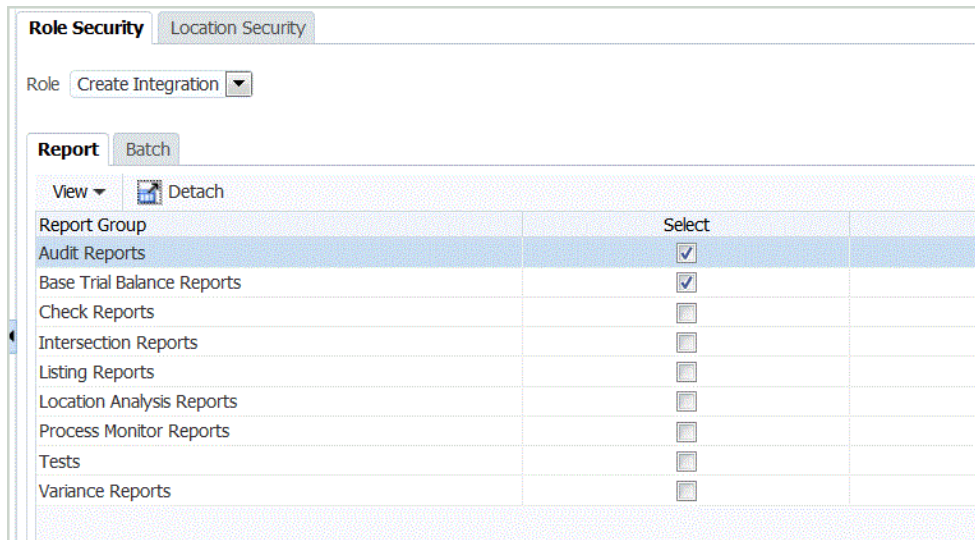 Role Security Location Security
Role Create Integration
Report Batch
View Detach
Report Group Select
Audit Reports
Base Trial Balance Reports
Check Reports
Intersection Reports
Listing Reports
Location Analysis Reports
Process Monitor Reports
Tests
Variance Reports